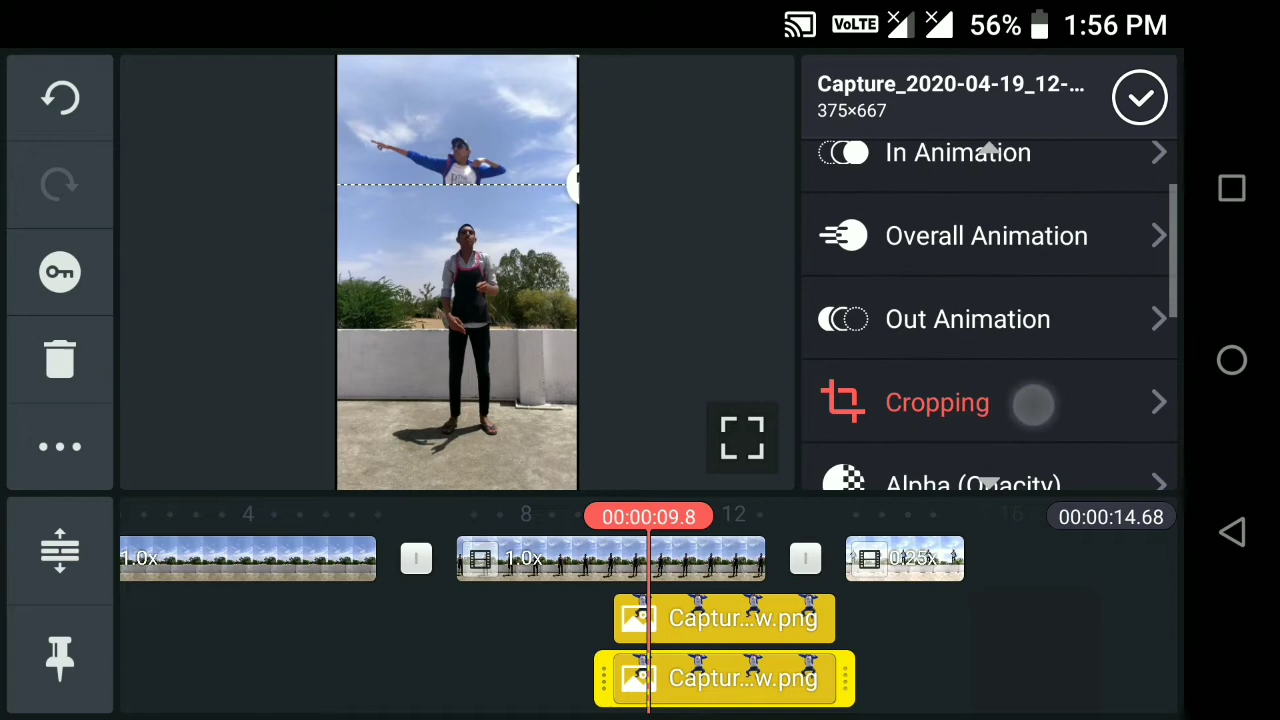 VoLTE 56% 1:56 PM
Capture_2020-04-19_12-...
375×667
In Animation
Overall Animation
Out Animation
Cropping
Alpha (Opacity)
4
8
00:00:09.8
12
16
00:00:14.68
1.0x
1.0x
0.25x
Captur...w.png
Captur...w.png